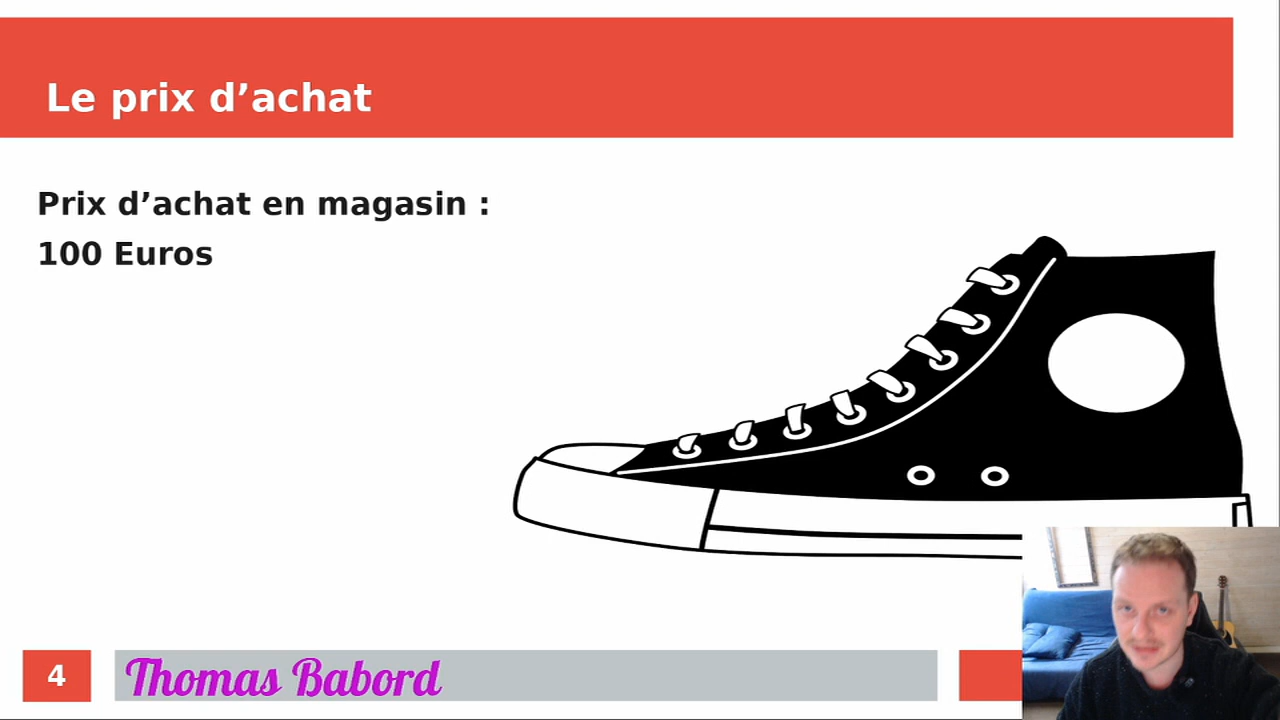 Le prix d’achat
Prix d’achat en magasin :
100 Euros
4
Thomas Babord